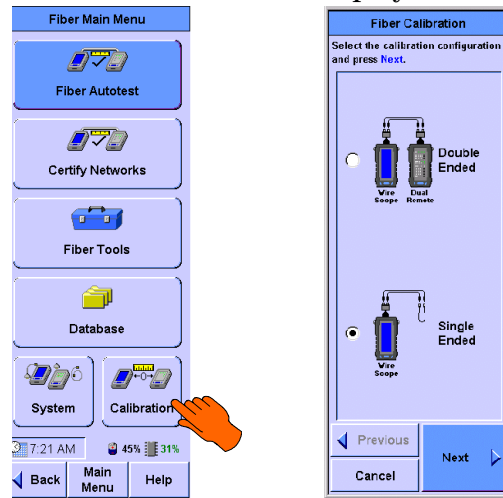 Fiber Main Menu
Fiber Autotest
Certify Networks
Fiber Tools
Database
System
Calibration
7:21 AM
45%
31%
Back
Main
Menu
Help
Fiber Calibration
Select the calibration configuration
and press Next.
Double
Ended
Wire
Scope
Dual
Remote
Single
Ended
Wire
Scope
Previous
Next
Cancel